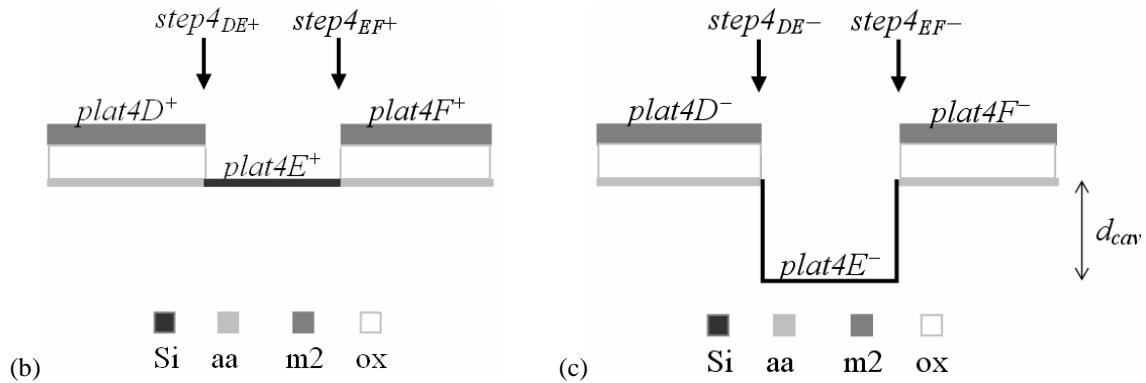 step4DE+ step4EF+
plat4D+ plat4F+
plat4E+
Si aa m2 ox
(b)
step4DE− step4EF−
plat4D− plat4F−
dcav
plat4E−
Si aa m2 ox
(c)